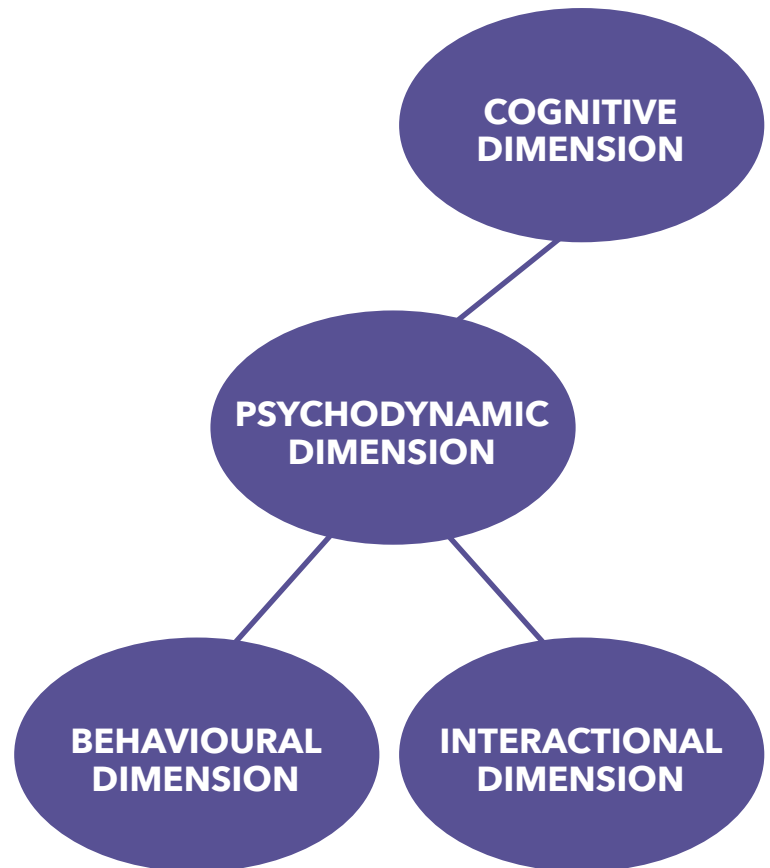 COGNITIVE
DIMENSION
PSYCHODYNAMIC
DIMENSION
BEHAVIOURAL
DIMENSION
INTERACTIONAL
DIMENSION